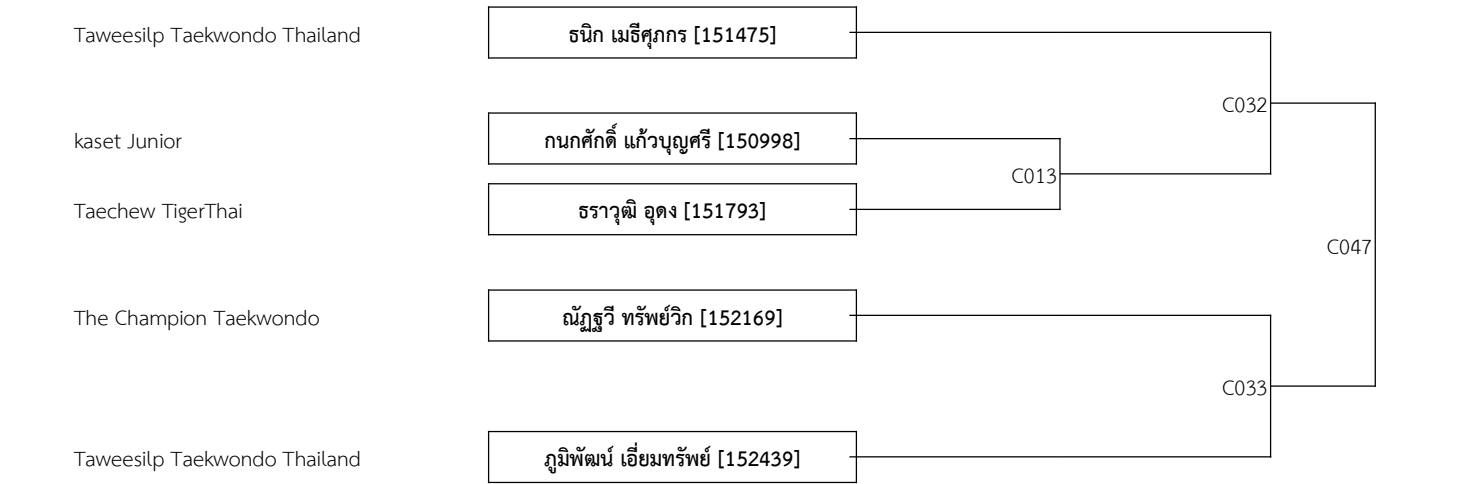 Taweesilp Taekwondo Thailand ธนิก เมธีศุภกร [151475]
C032
kaset Junior กนกศักดิ์ แก้วบุญศรี [150998]
C013
Taechew TigerThai ธราวุฒิ อุดง [151793]
C047
The Champion Taekwondo ณัฏฐวี ทรัพย์วิก [152169]
C033
Taweesilp Taekwondo Thailand ภูมิพัฒน์ เอี่ยมทรัพย์ [152439]